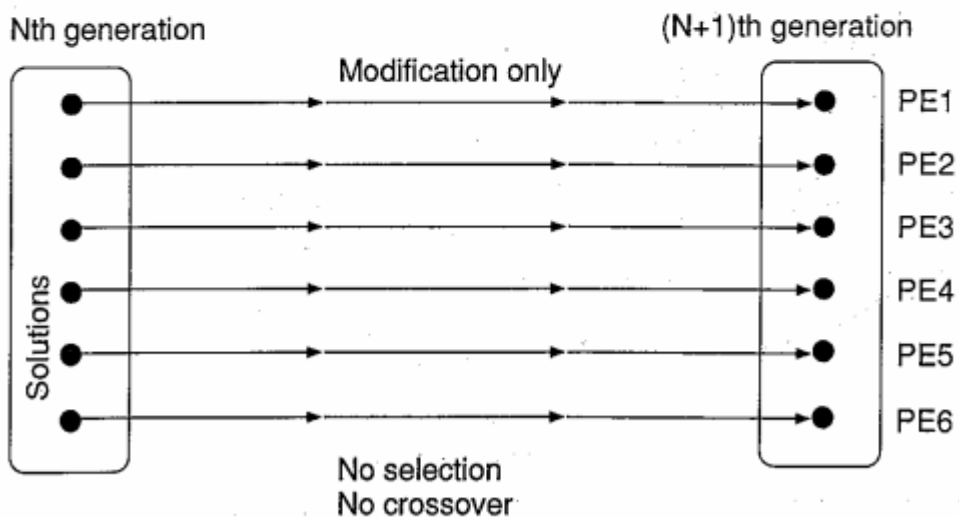 Nth generation
(N+1)th generation
Modification only
PE1
PE2
PE3
PE4
PE5
PE6
Solutions
No selection
No crossover